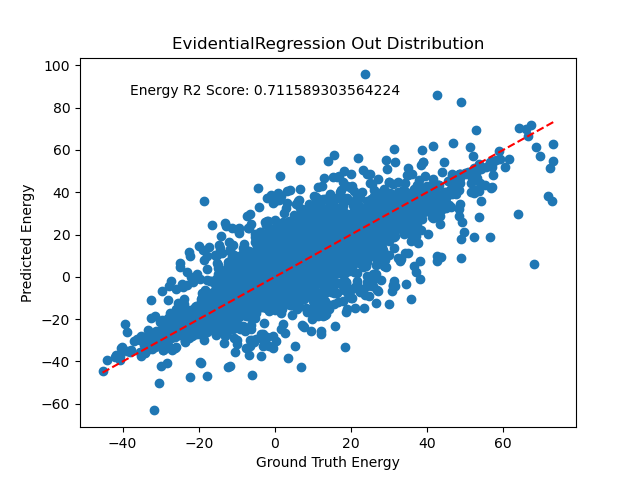 EvidentialRegression Out Distribution
Energy R2 Score: 0.711589303564224
100
80
60
40
20
0
−20
−40
−60
Predicted Energy
−40 −20 0 20 40 60
Ground Truth Energy